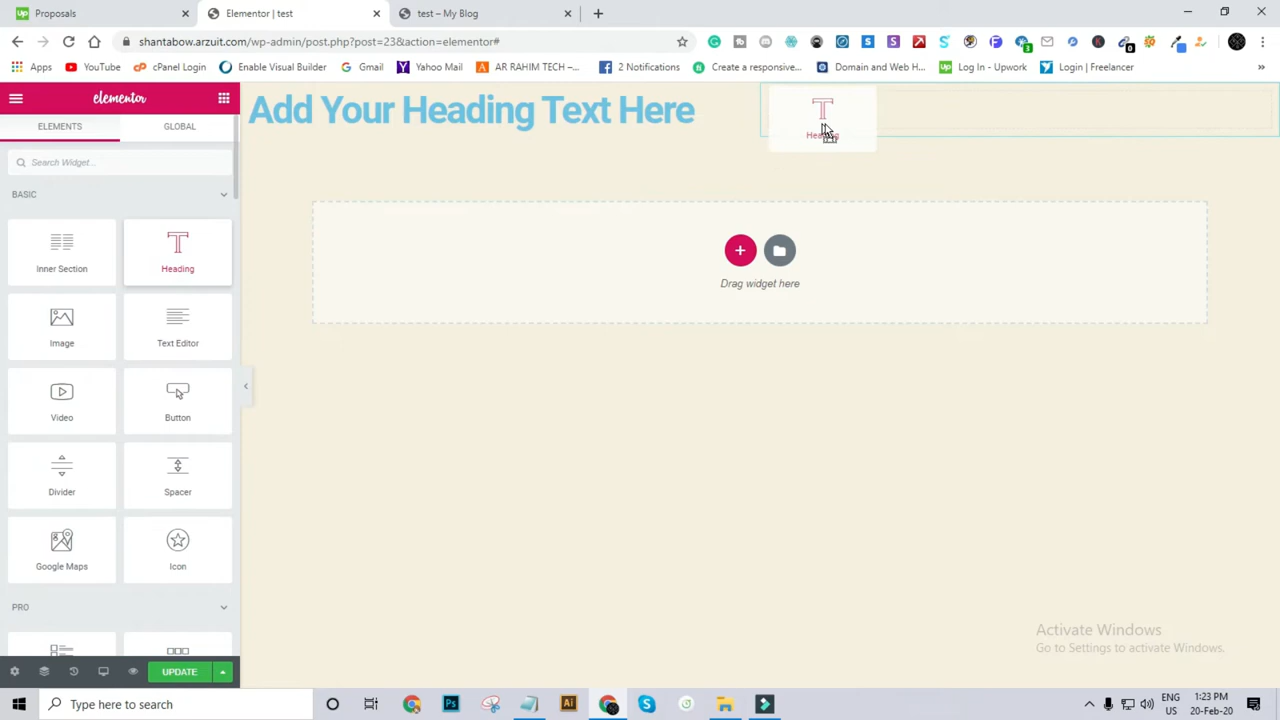 Proposals
Elementor | test
test – My Blog
shantabow.arzuit.com/wp-admin/post.php?post=23&action=elementor#
Apps
YouTube
cPanel Login
Enable Visual Builder
Gmail
Yahoo Mail
AR RAHIM TECH –...
2 Notifications
Create a responsive...
Domain and Web H...
Log In - Upwork
Login | Freelancer
elementor
ELEMENTS
GLOBAL
Search Widget...
BASIC
Inner Section
Heading
Image
Text Editor
Video
Button
Divider
Spacer
Google Maps
Icon
PRO
UPDATE
Add Your Heading Text Here
Drag widget here
Activate Windows
Go to Settings to activate Windows.
Type here to search
ENG
US
1:23 PM
20-Feb-20